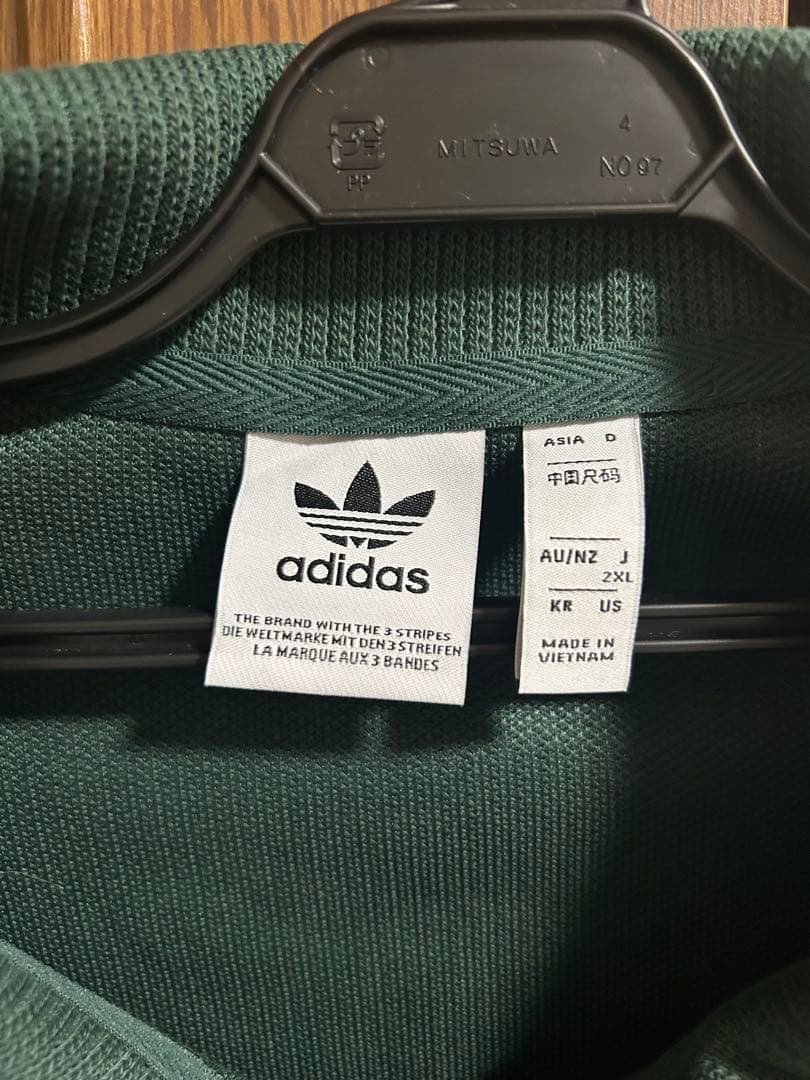 4
MITSUWA
NO 97
PP
adidas
THE BRAND WITH THE 3 STRIPES
DIE WELTMARKE MIT DEN 3 STREIFEN
LA MARQUE AUX 3 BANDES
ASIA D
中国尺码
AU/NZ J
2XL
KR US
MADE IN
VIETNAM